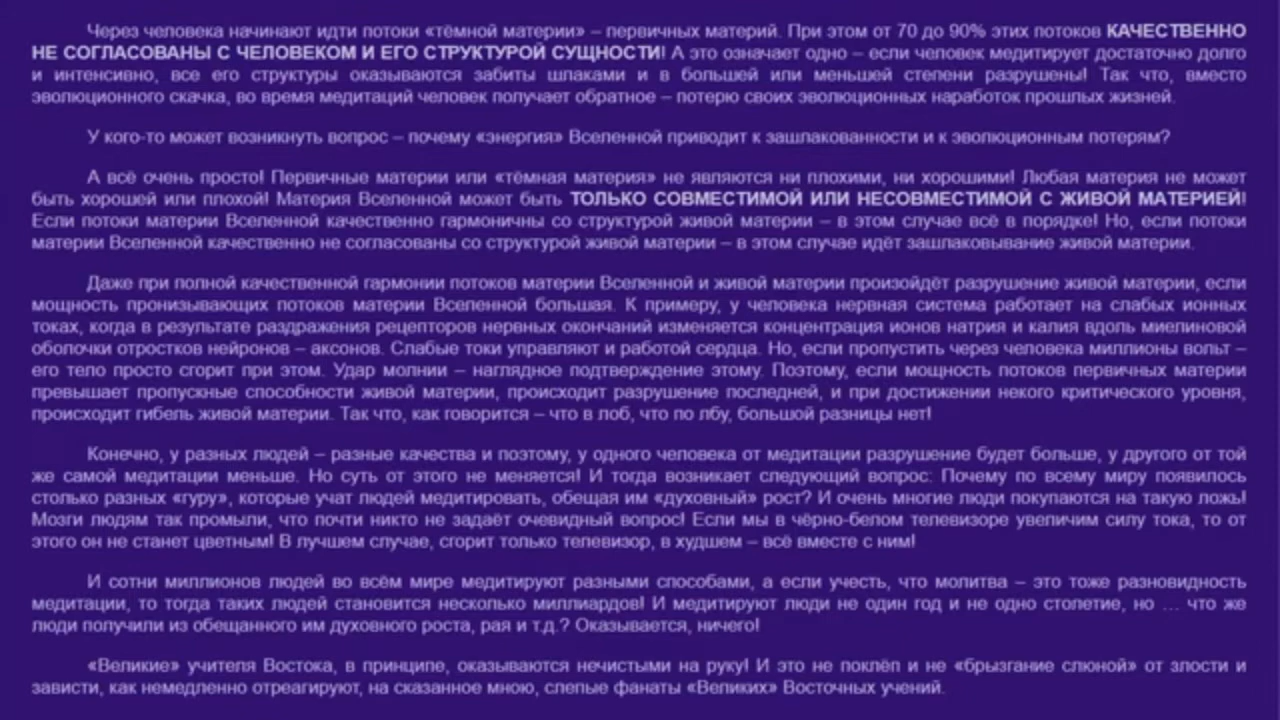 Через человека начинают идти потоки «тёмной материи» – первичных материй. При этом от 70 до 90% этих потоков КАЧЕСТВЕННО
НЕ СОГЛАСОВАНЫ С ЧЕЛОВЕКОМ И ЕГО СТРУКТУРОЙ СУЩНОСТИ! А это означает одно – если человек медитирует достаточно долго
и интенсивно, все его структуры оказываются забиты шлаками и в большей или меньшей степени разрушены! Так что, вместо
эволюционного скачка, во время медитаций человек получает обратное – потерю своих эволюционных наработок прошлых жизней.
У кого-то может возникнуть вопрос – почему «энергия» Вселенной приводит к зашлакованности и к эволюционным потерям?
А всё очень просто! Первичные материи или «тёмная материя» не являются ни плохими, ни хорошими! Любая материя не может
быть хорошей или плохой! Материя Вселенной может быть ТОЛЬКО СОВМЕСТИМОЙ ИЛИ НЕСОВМЕСТИМОЙ С ЖИВОЙ МАТЕРИЕЙ!
Если потоки материи Вселенной качественно гармоничны со структурой живой материи – в этом случае всё в порядке! Но, если потоки
материи Вселенной качественно не согласованы со структурой живой материи – в этом случае идёт зашлаковывание живой материи.
Даже при полной качественной гармонии потоков материи Вселенной и живой материи произойдёт разрушение живой материи, если
мощность пронизывающих потоков материи Вселенной большая. К примеру, у человека нервная система работает на слабых ионных
токах, когда в результате раздражения рецепторов нервных окончаний изменяется концентрация ионов натрия и калия вдоль миелиновой
оболочки отростков нейронов – аксонов. Слабые токи управляют и работой сердца. Но, если пропустить через человека миллионы вольт –
его тело просто сгорит при этом. Удар молнии – наглядное подтверждение этому. Поэтому, если мощность потоков первичных материи
превышает пропускные способности живой материи, происходит разрушение последней, и при достижении некого критического уровня,
происходит гибель живой материи. Так что, как говорится – что в лоб, что по лбу, большой разницы нет!
Конечно, у разных людей – разные качества и поэтому, у одного человека от медитации разрушение будет больше, у другого от той
же самой медитации меньше. Но суть от этого не меняется! И тогда возникает следующий вопрос: Почему по всему миру появилось
столько разных «гуру», которые учат людей медитировать, обещая им «духовный» рост? И очень многие люди покупаются на такую ложь!
Мозги людям так промыли, что почти никто не задаёт очевидный вопрос! Если мы в чёрно-белом телевизоре увеличим силу тока, то от
этого он не станет цветным! В лучшем случае, сгорит только телевизор, в худшем – всё вместе с ним!
И сотни миллионов людей во всём мире медитируют разными способами, а если учесть, что молитва – это тоже разновидность
медитации, то тогда таких людей становится несколько миллиардов! И медитируют люди не один год и не одно столетие, но … что же
люди получили из обещанного им духовного роста, рая и т.д.? Оказывается, ничего!
«Великие» учителя Востока, в принципе, оказываются нечистыми на руку! И это не поклёп и не «брызгание слюной» от злости и
зависти, как немедленно отреагируют, на сказанное мною, слепые фанаты «Великих» Восточных учений.